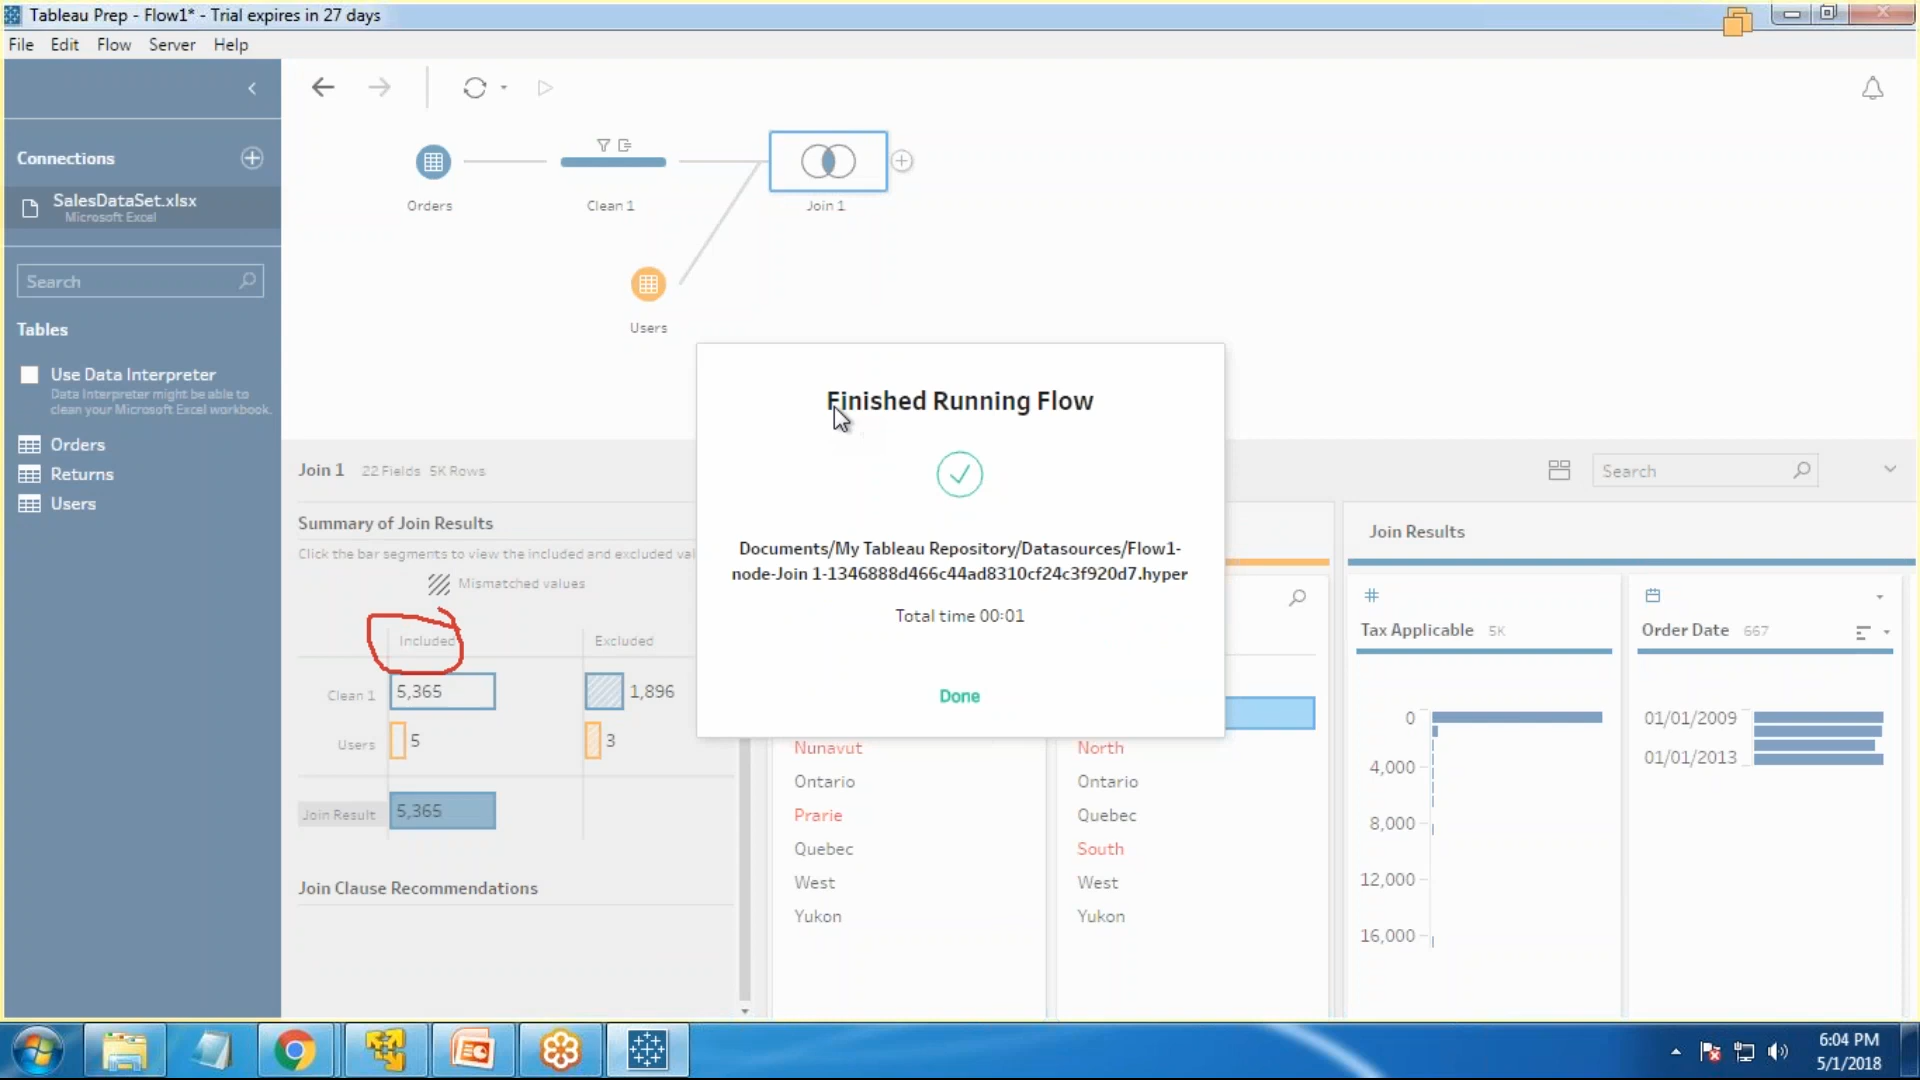 Tableau Prep - Flow1* - Trial expires in 27 days
File Edit Flow Server Help
Connections
SalesDataSet.xlsx
Microsoft Excel
Search
Tables
Use Data Interpreter
Data Interpreter might be able to
clean your Microsoft Excel workbook.
Orders
Returns
Users
Orders
Clean 1
Join 1
Users
Finished Running Flow
Documents/My Tableau Repository/Datasources/Flow1-
node-Join 1-1346888d466c44ad8310cf24c3f920d7.hyper
Total time 00:01
Done
Join 1 22 Fields 5K Rows
Search
Summary of Join Results
Click the bar segments to view the included and excluded val
Mismatched values
Included Excluded
Clean 1 5,365 1,896
Users 5 3
Join Result 5,365
Join Clause Recommendations
Nunavut
Ontario
Prarie
Quebec
West
Yukon
North
Ontario
Quebec
South
West
Yukon
Join Results
#
Tax Applicable 5K
0
4,000
8,000
12,000
16,000
Order Date 667
01/01/2009
01/01/2013
6:04 PM
5/1/2018